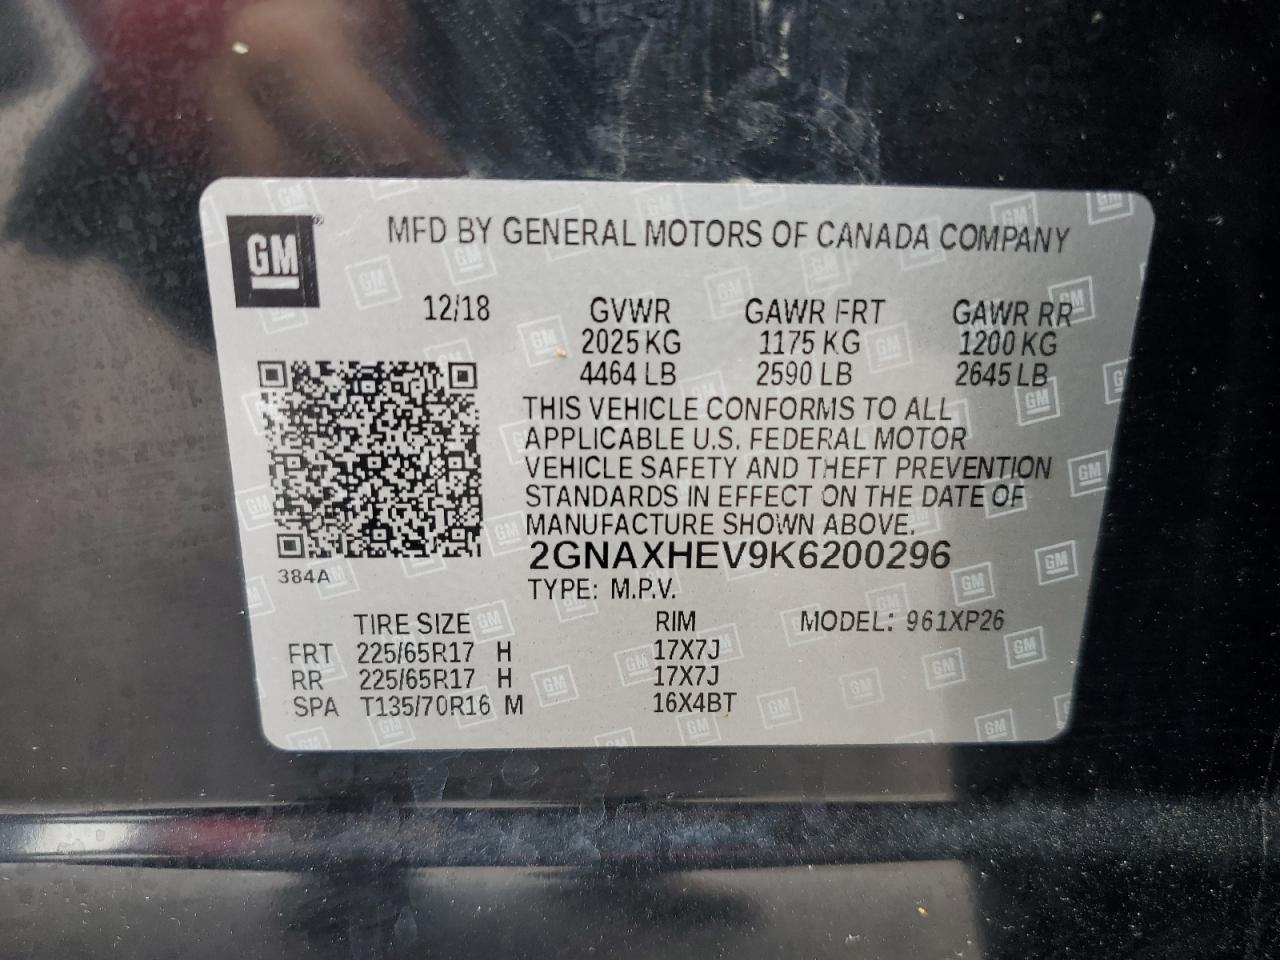 GM®
MFD BY GENERAL MOTORS OF CANADA COMPANY
12/18 GVWR GAWR FRT GAWR RR
2025 KG 1175 KG 1200 KG
4464 LB 2590 LB 2645 LB
THIS VEHICLE CONFORMS TO ALL
APPLICABLE U.S. FEDERAL MOTOR
VEHICLE SAFETY AND THEFT PREVENTION
STANDARDS IN EFFECT ON THE DATE OF
MANUFACTURE SHOWN ABOVE.
2GNAXHEV9K6200296
384A
TYPE: M.P.V.
TIRE SIZE RIM MODEL: 961XP26
FRT 225/65R17 H 17X7J
RR 225/65R17 H 17X7J
SPA T135/70R16 M 16X4BT